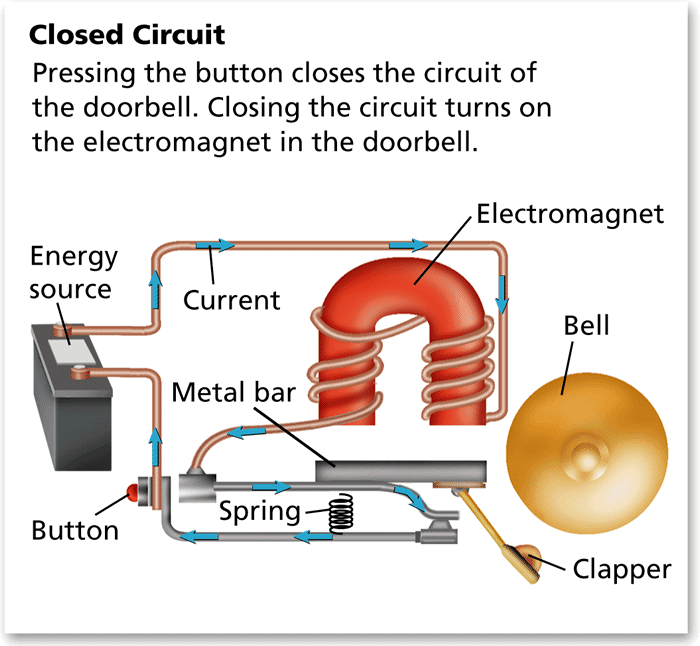 Closed Circuit
Pressing the button closes the circuit of
the doorbell. Closing the circuit turns on
the electromagnet in the doorbell.
Electromagnet
Energy
source
Current
Bell
Metal bar
Spring
Button
Clapper